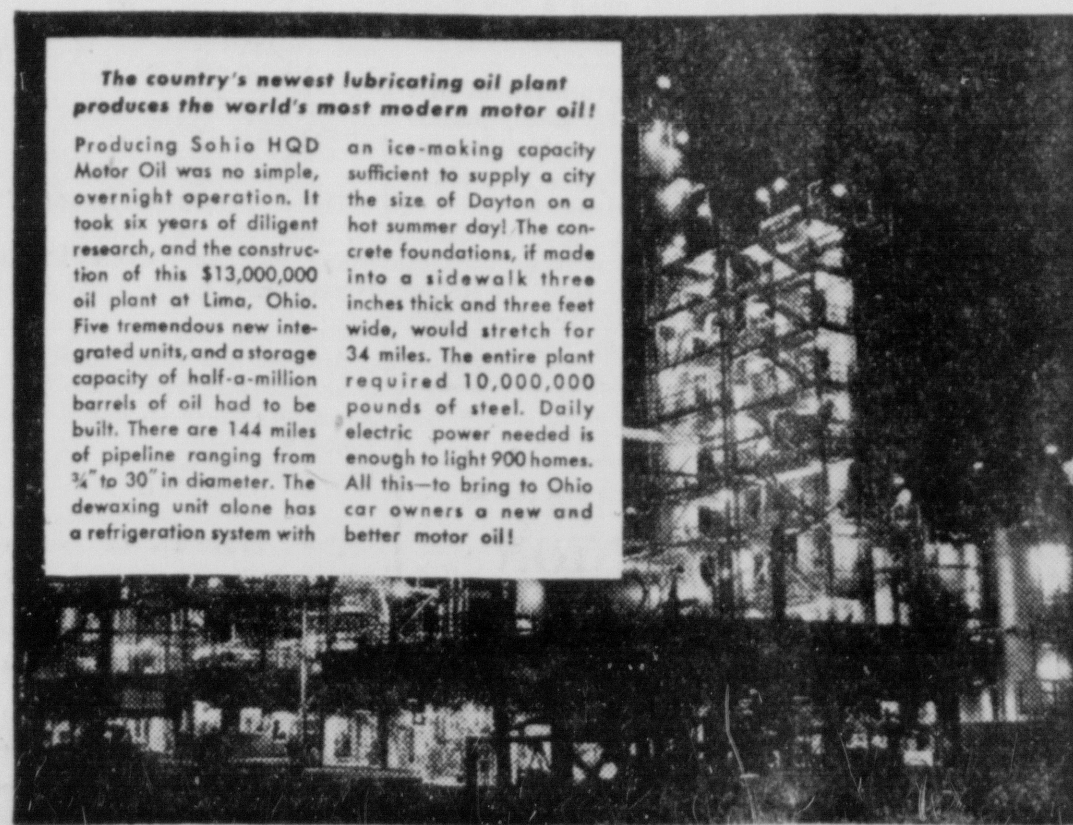 The country's newest lubricating oil plant
produces the world's most modern motor oil!
Producing Sohio HQD
Motor Oil was no simple,
overnight operation. It
took six years of diligent
research, and the construc-
tion of this $13,000,000
oil plant at Lima, Ohio.
Five tremendous new inte-
grated units, and a storage
capacity of half-a-million
barrels of oil had to be
built. There are 144 miles
of pipeline ranging from
¾" to 30" in diameter. The
dewaxing unit alone has
a refrigeration system with
an ice-making capacity
sufficient to supply a city
the size of Dayton on a
hot summer day! The con-
crete foundations, if made
into a sidewalk three
inches thick and three feet
wide, would stretch for
34 miles. The entire plant
required 10,000,000
pounds of steel. Daily
electric power needed is
enough to light 900 homes.
All this—to bring to Ohio
car owners a new and
better motor oil!